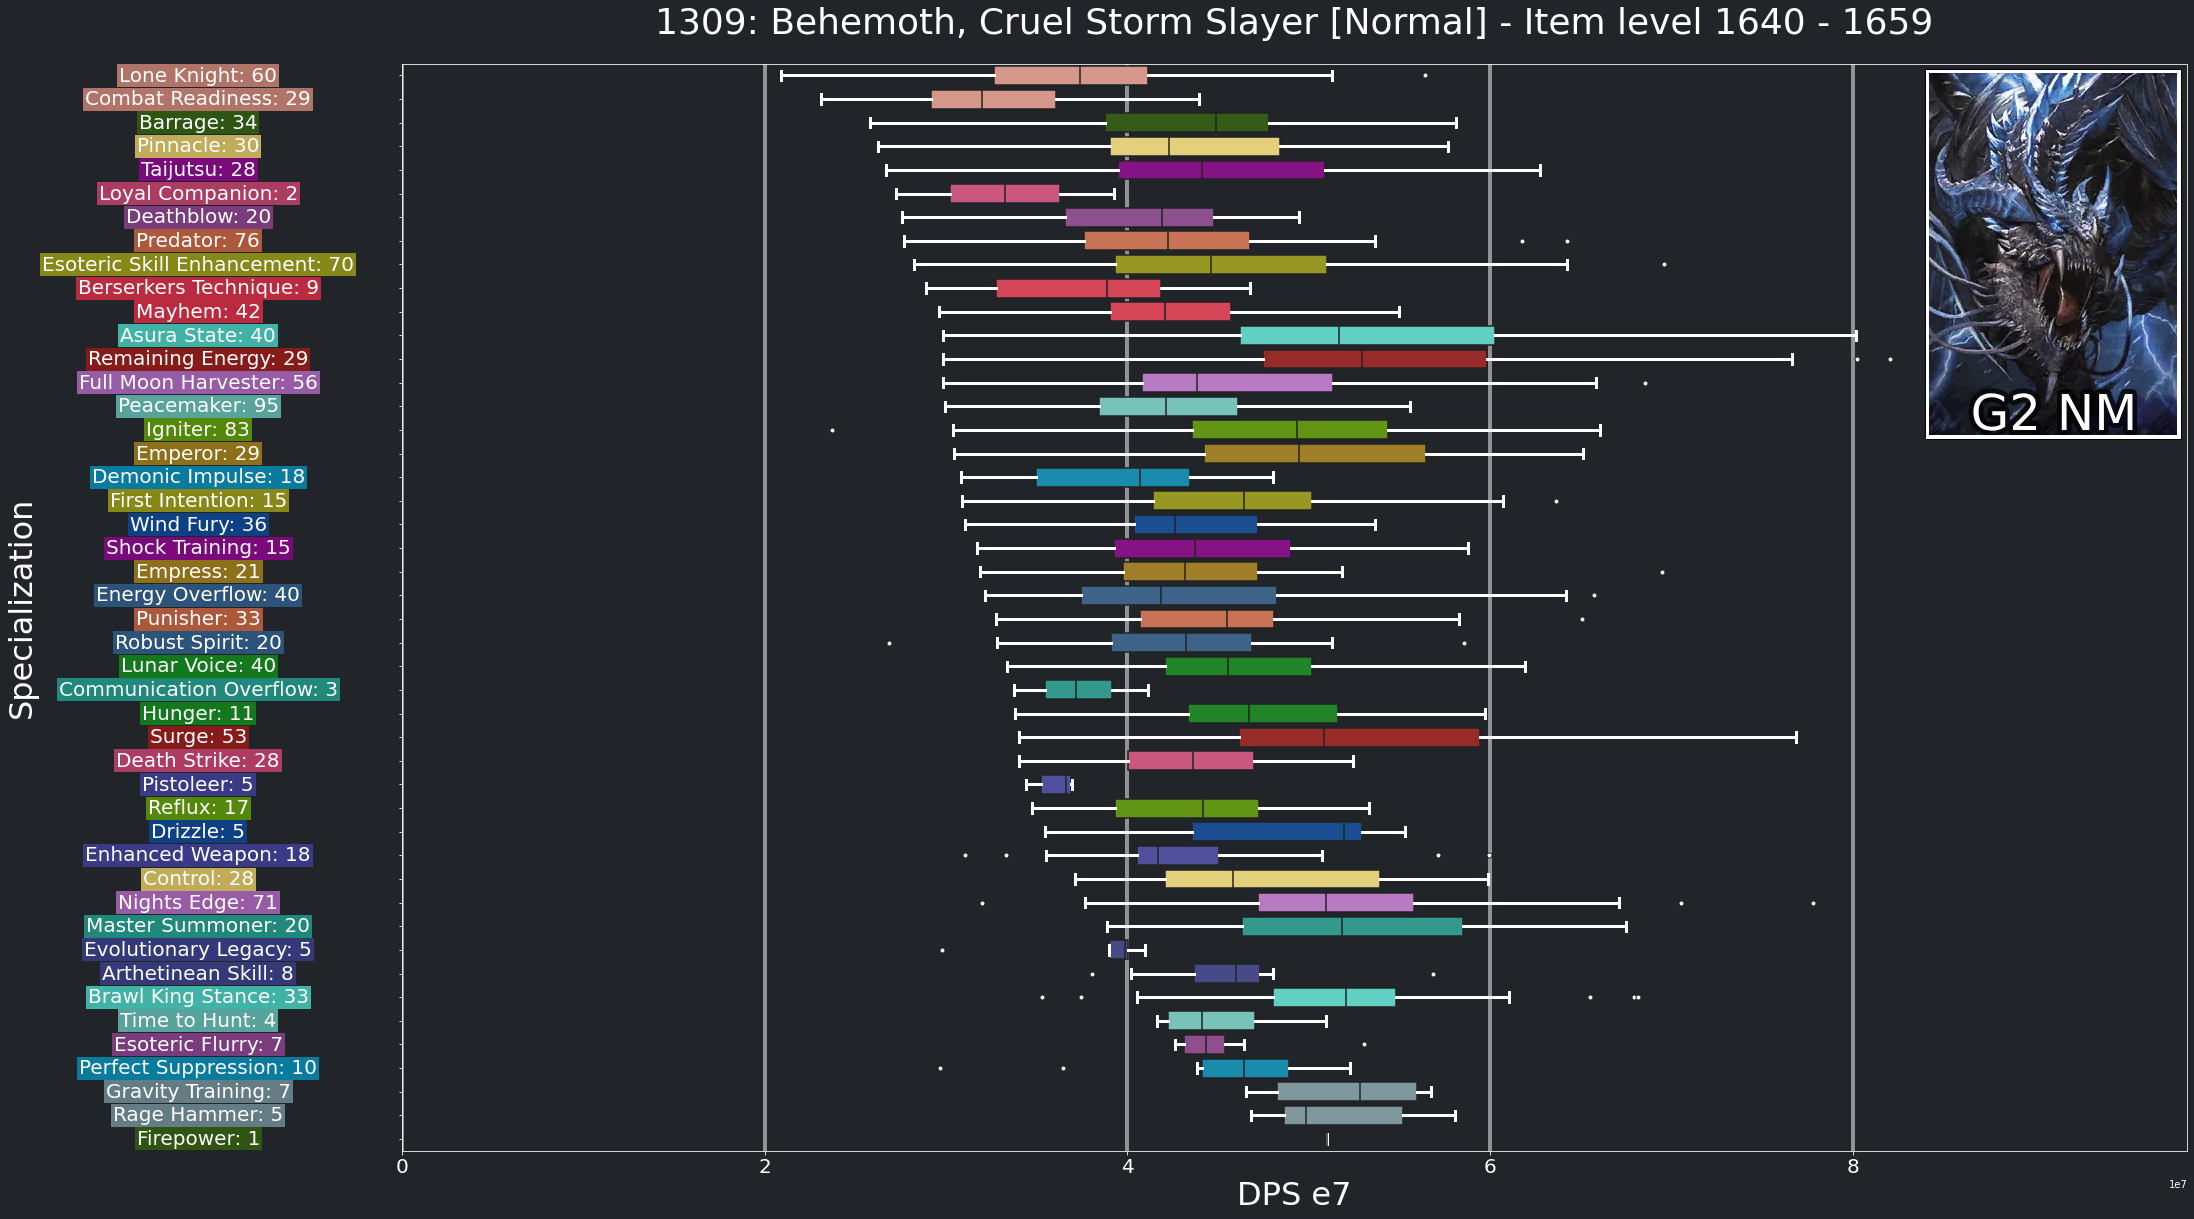 1309: Behemoth, Cruel Storm Slayer [Normal] - Item level 1640 - 1659
Lone Knight: 60
Combat Readiness: 29
Barrage: 34
Pinnacle: 30
Taijutsu: 28
Loyal Companion: 2
Deathblow: 20
Predator: 76
Esoteric Skill Enhancement: 70
Berserkers Technique: 9
Mayhem: 42
Asura State: 40
Remaining Energy: 29
Full Moon Harvester: 56
Peacemaker: 95
Igniter: 83
Emperor: 29
Demonic Impulse: 18
First Intention: 15
Wind Fury: 36
Shock Training: 15
Empress: 21
Energy Overflow: 40
Punisher: 33
Robust Spirit: 20
Lunar Voice: 40
Communication Overflow: 3
Hunger: 11
Surge: 53
Death Strike: 28
Pistoleer: 5
Reflux: 17
Drizzle: 5
Enhanced Weapon: 18
Control: 28
Nights Edge: 71
Master Summoner: 20
Evolutionary Legacy: 5
Arthetinean Skill: 8
Brawl King Stance: 33
Time to Hunt: 4
Esoteric Flurry: 7
Perfect Suppression: 10
Gravity Training: 7
Rage Hammer: 5
Firepower: 1
Specialization
G2 NM
0 2 4 6 8
1e7
DPS e7